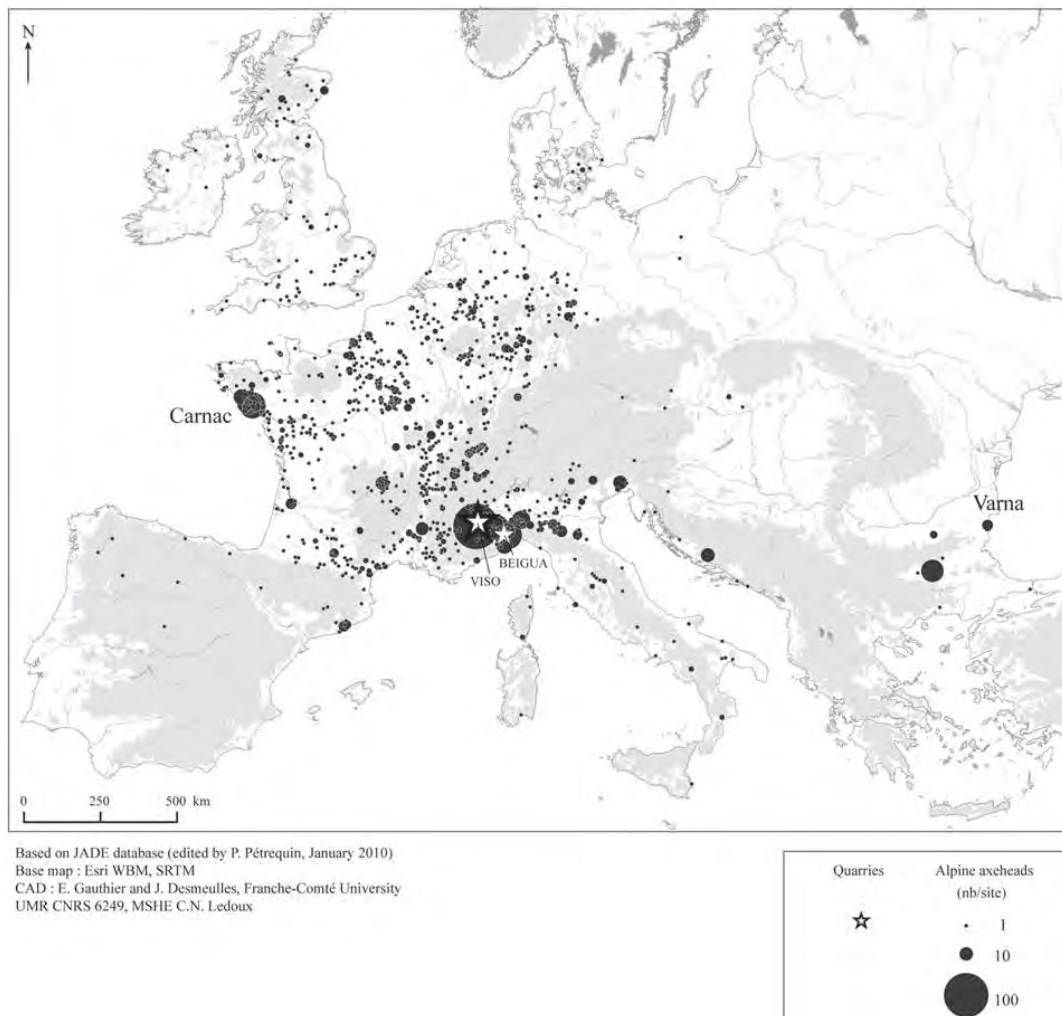 N
Carnac
Varna
BEIGUA
VISO
0 250 500 km
Based on JADE database (edited by P. Pétrequin, January 2010)
Base map : Esri WBM, SRTM
CAD : E. Gauthier and J. Desmeulles, Franche-Comté University
UMR CNRS 6249, MSHE C.N. Ledoux
Quarries
Alpine axeheads
(nb/site)
1
10
100